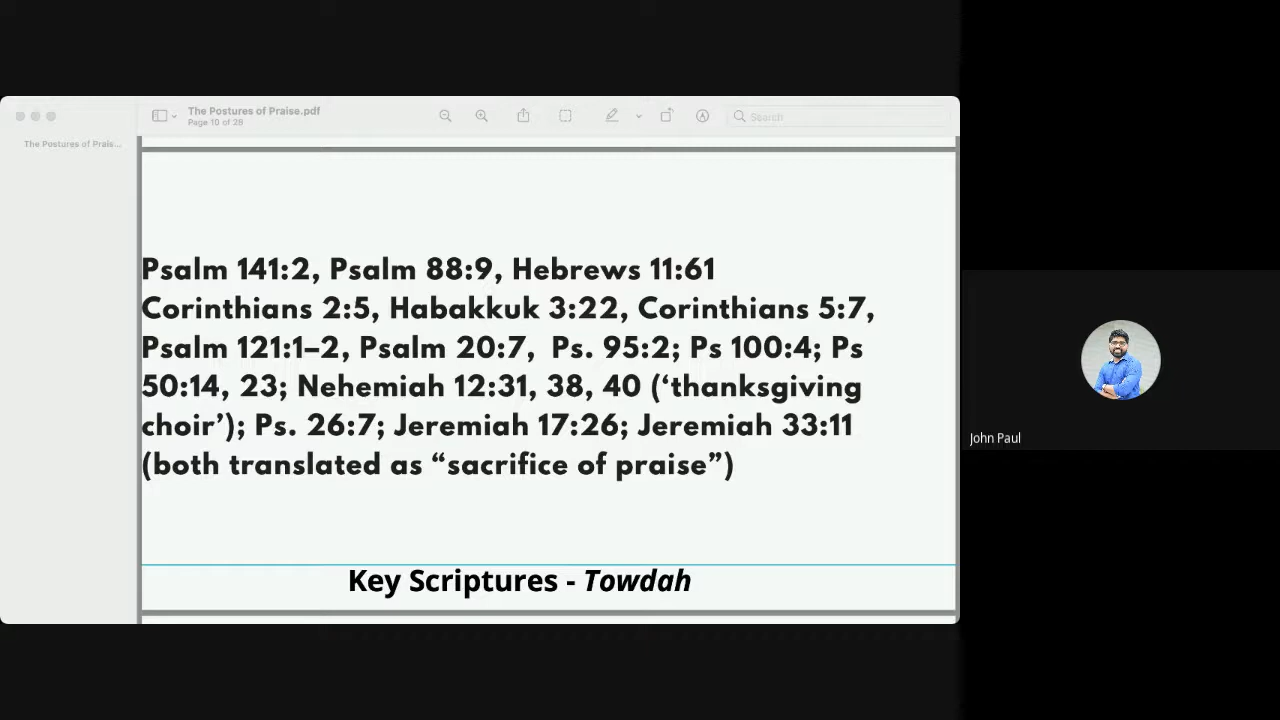 The Postures of Praise.pdf
Page 10 of 28
Search
The Postures of Prais...
Psalm 141:2, Psalm 88:9, Hebrews 11:61
Corinthians 2:5, Habakkuk 3:22, Corinthians 5:7,
Psalm 121:1–2, Psalm 20:7,  Ps. 95:2; Ps 100:4; Ps
50:14, 23; Nehemiah 12:31, 38, 40 (‘thanksgiving
choir’); Ps. 26:7; Jeremiah 17:26; Jeremiah 33:11
(both translated as “sacrifice of praise”)
Key Scriptures - Towdah
John Paul